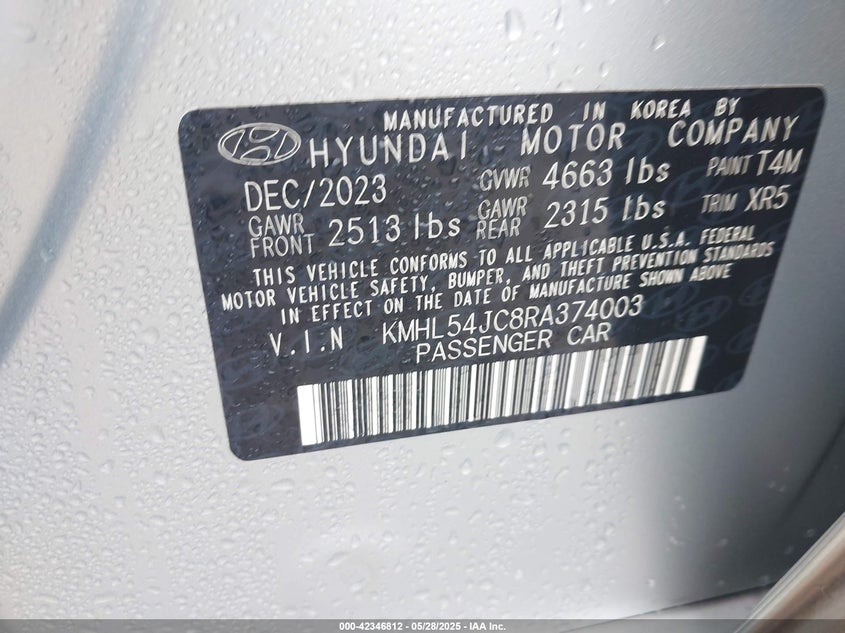 MANUFACTURED IN KOREA BY
HYUNDAI MOTOR COMPANY
DEC/2023 GVWR 4663 lbs PAINT T4M
GAWR FRONT 2513 lbs GAWR REAR 2315 lbs TRIM XR5
THIS VEHICLE CONFORMS TO ALL APPLICABLE U.S.A. FEDERAL
MOTOR VEHICLE SAFETY, BUMPER, AND THEFT PREVENTION STANDARDS
IN EFFECT ON THE DATE OF MANUFACTURE SHOWN ABOVE
V.I.N KMHL54JC8RA374003
PASSENGER CAR
000-42346812 | 05/28/2025 - IAA Inc.